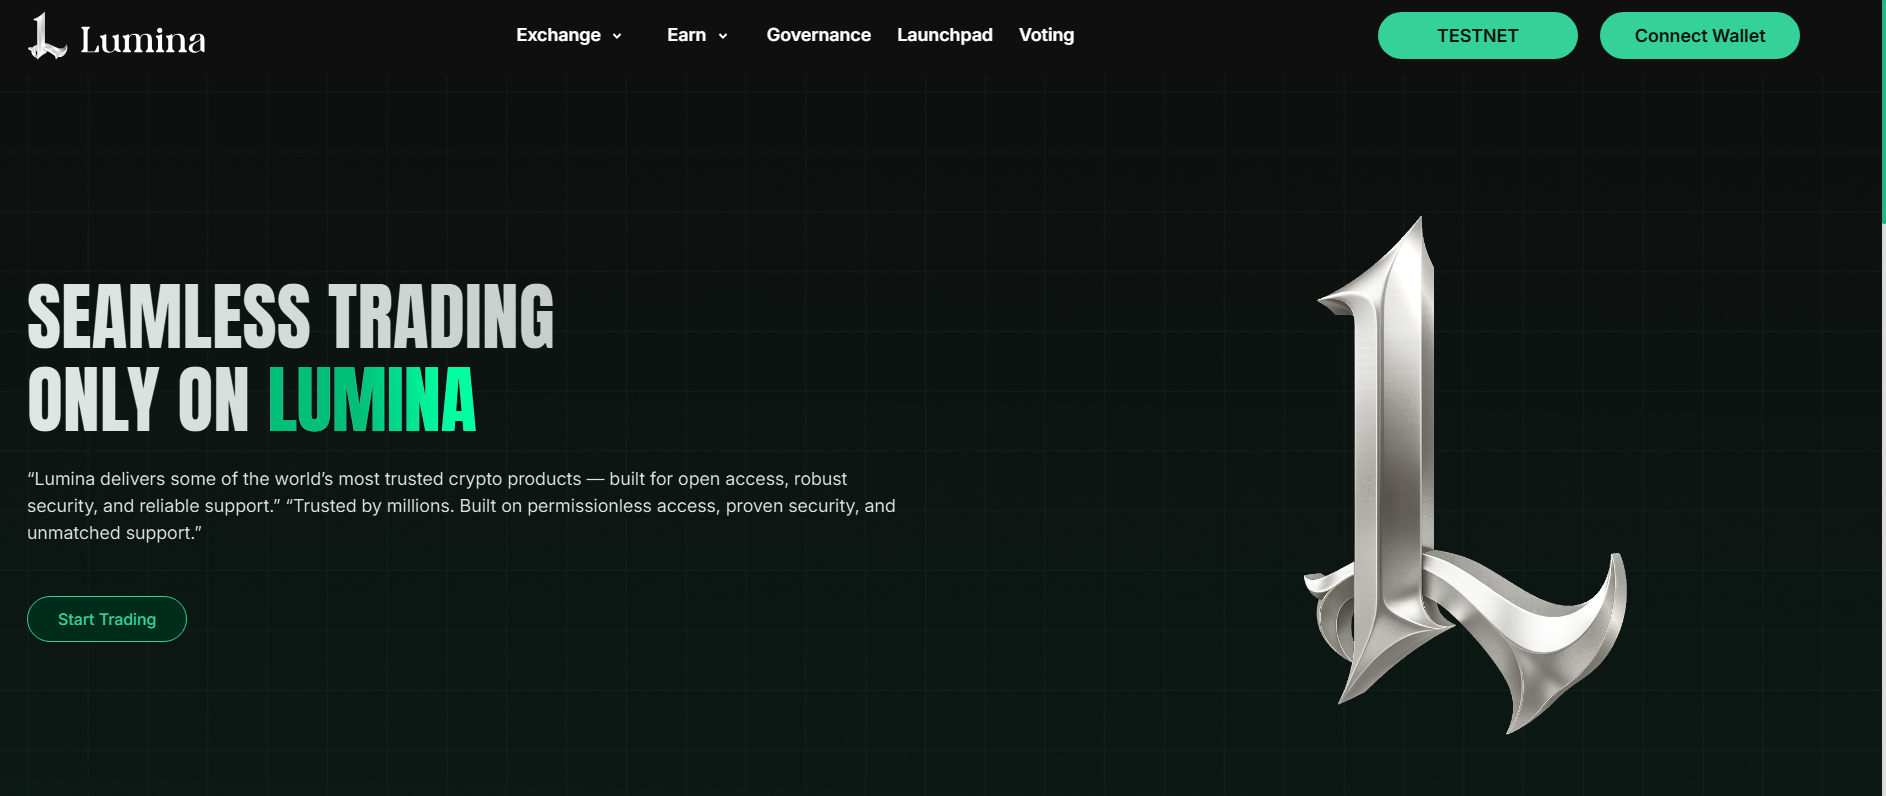 Lumina
Exchange
Earn
Governance
Launchpad
Voting
TESTNET
Connect Wallet
SEAMLESS TRADING
ONLY ON LUMINA
“Lumina delivers some of the world’s most trusted crypto products — built for open access, robust
security, and reliable support.” “Trusted by millions. Built on permissionless access, proven security, and
unmatched support.”
Start Trading